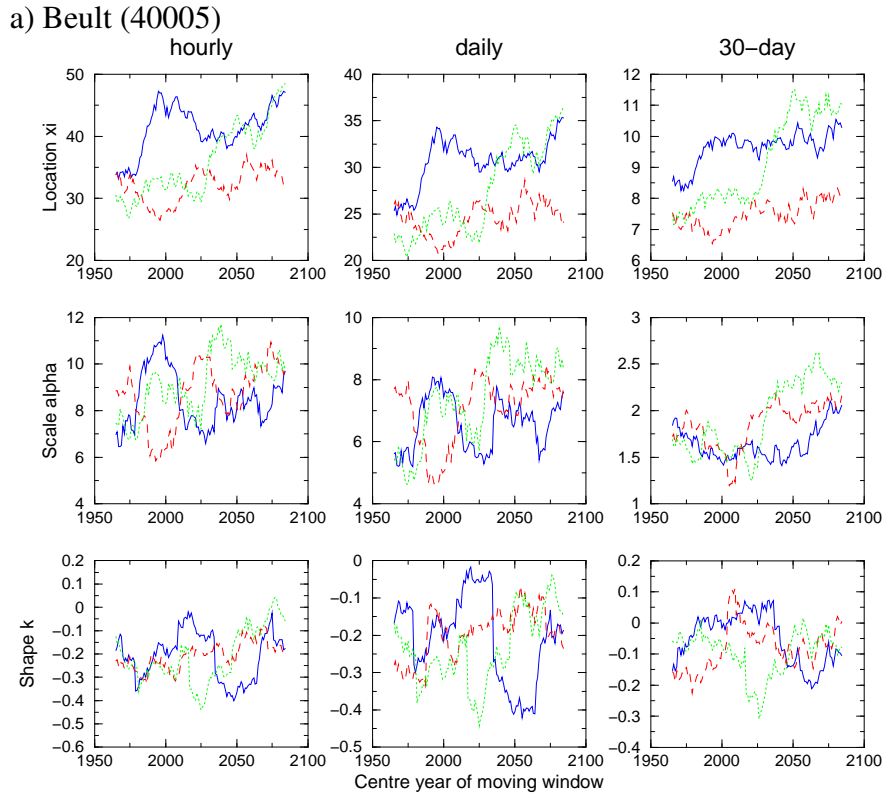 a) Beult (40005)
hourly daily 30−day
50 40 12
11
40 35 10
30 9
30 25 8
7
20 20 6
Location xi
1950 2000 2050 2100 1950 2000 2050 2100 1950 2000 2050 2100
12 10 3
10 8 2.5
8 2
6 6 1.5
4 4 1
Scale alpha
1950 2000 2050 2100 1950 2000 2050 2100 1950 2000 2050 2100
0.2 0 0.2
0.1 −0.1 0.1
0 −0.2 0
−0.1 −0.3 −0.1
−0.2 −0.4 −0.2
−0.3 −0.5 −0.3
−0.4 −0.4
−0.5
−0.6
Shape k
1950 2000 2050 2100 1950 2000 2050 2100 1950 2000 2050 2100
Centre year of moving window